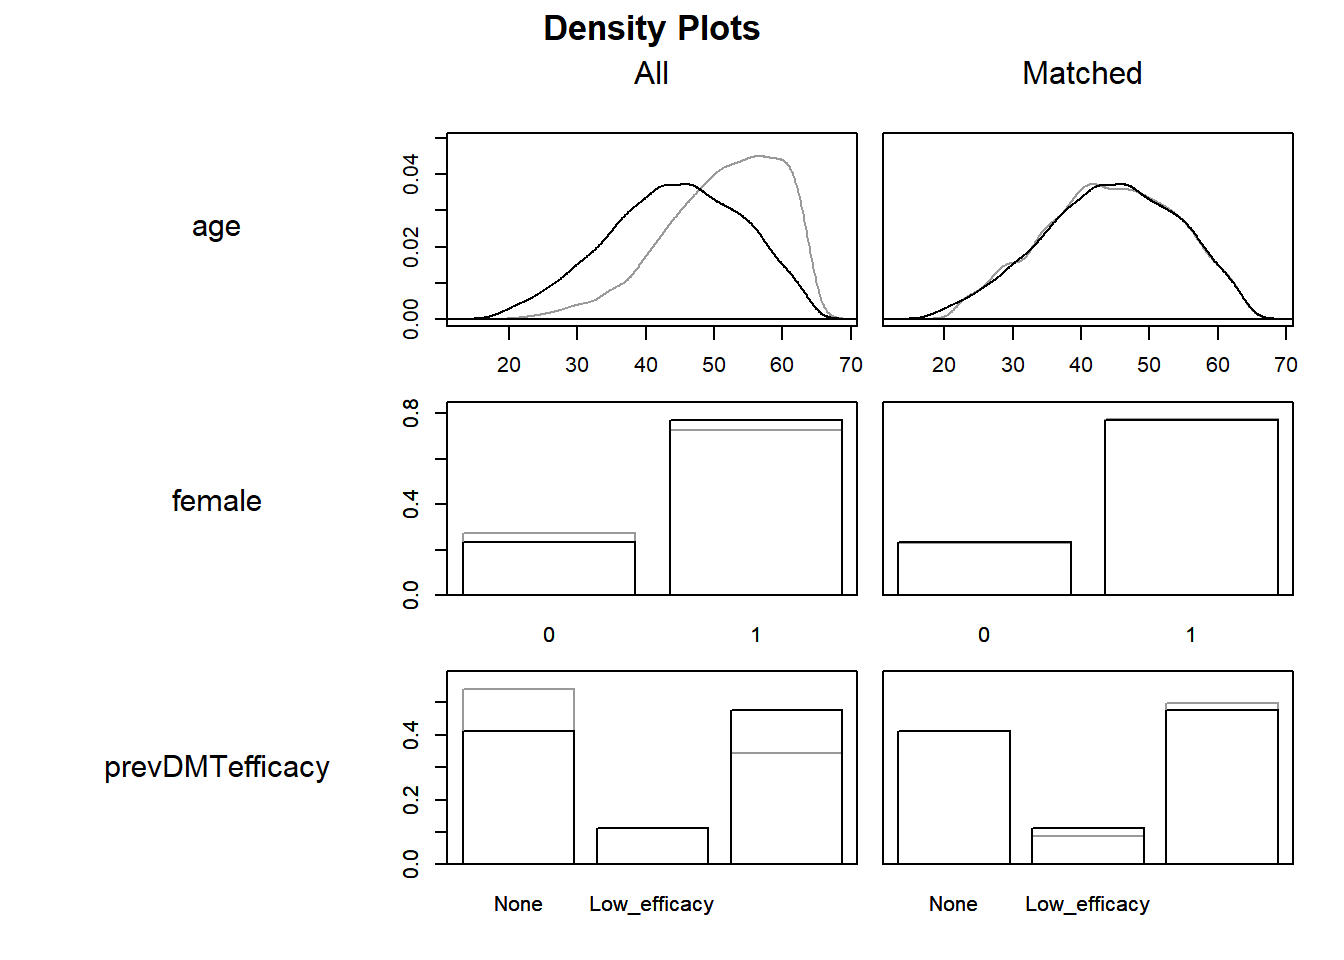 Density Plots
All Matched
age
0.00 0.02 0.04
20 30 40 50 60 70 20 30 40 50 60 70
female
0.0 0.4 0.8
0 1 0 1
prevDMTefficacy
0.0 0.2 0.4
None Low_efficacy None Low_efficacy